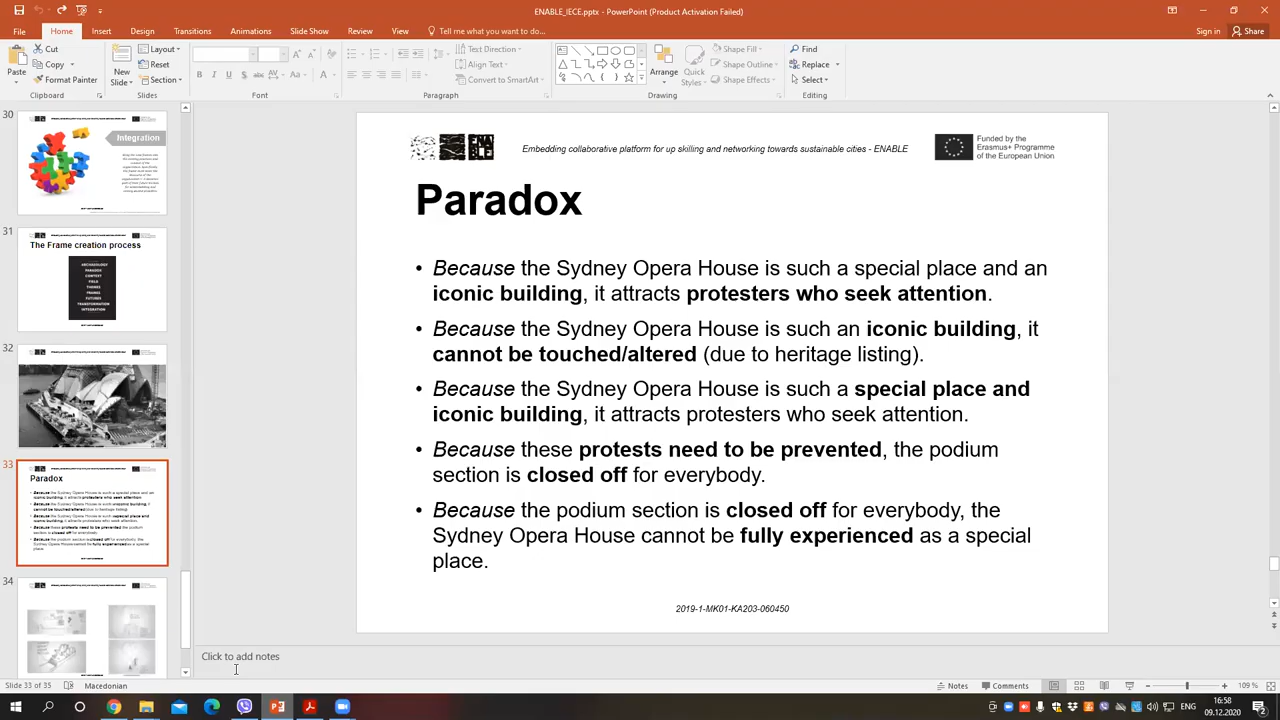 ENABLE_IECE.pptx - PowerPoint (Product Activation Failed)
File Home Insert Design Transitions Animations Slide Show Review View Tell me what you want to do... Sign in Share
Paste
Cut
Copy
Format Painter
Clipboard
New
Slide
Layout
Reset
Section
Slides
Font
Text Direction
Align Text
Convert to SmartArt
Paragraph
Arrange
Quick
Styles
Shape Fill
Shape Outline
Shape Effects
Drawing
Find
Replace
Select
Editing
30
Integration
31
The Frame creation process
ARCHAEOLOGY
PARADOX
CONTEXT
FIELD
THEMES
FRAMES
FUTURES
TRANSFORMATION
INTEGRATION
32
33
Paradox
34
ENABLE
Embedding collaborative platform for up skilling and networking towards sustainable
Funded by the
Erasmus+ Programme
of the European Union
Paradox
• Because the Sydney Opera House is such a special place and an
iconic building, it attracts protesters who seek attention.
• Because the Sydney Opera House is such an iconic building, it
cannot be touched/altered (due to heritage listing).
• Because the Sydney Opera House is such a special place and
iconic building, it attracts protesters who seek attention.
• Because these protests need to be prevented, the podium
section is closed off for everybody.
• Because the podium section is closed off for everybody, the
Sydney Opera House cannot be fully experienced as a special
place.
2019-1-MK01-KA203-060450
Click to add notes
Slide 33 of 35 Macedonian Notes Comments 109 %
16:58
09.12.2020